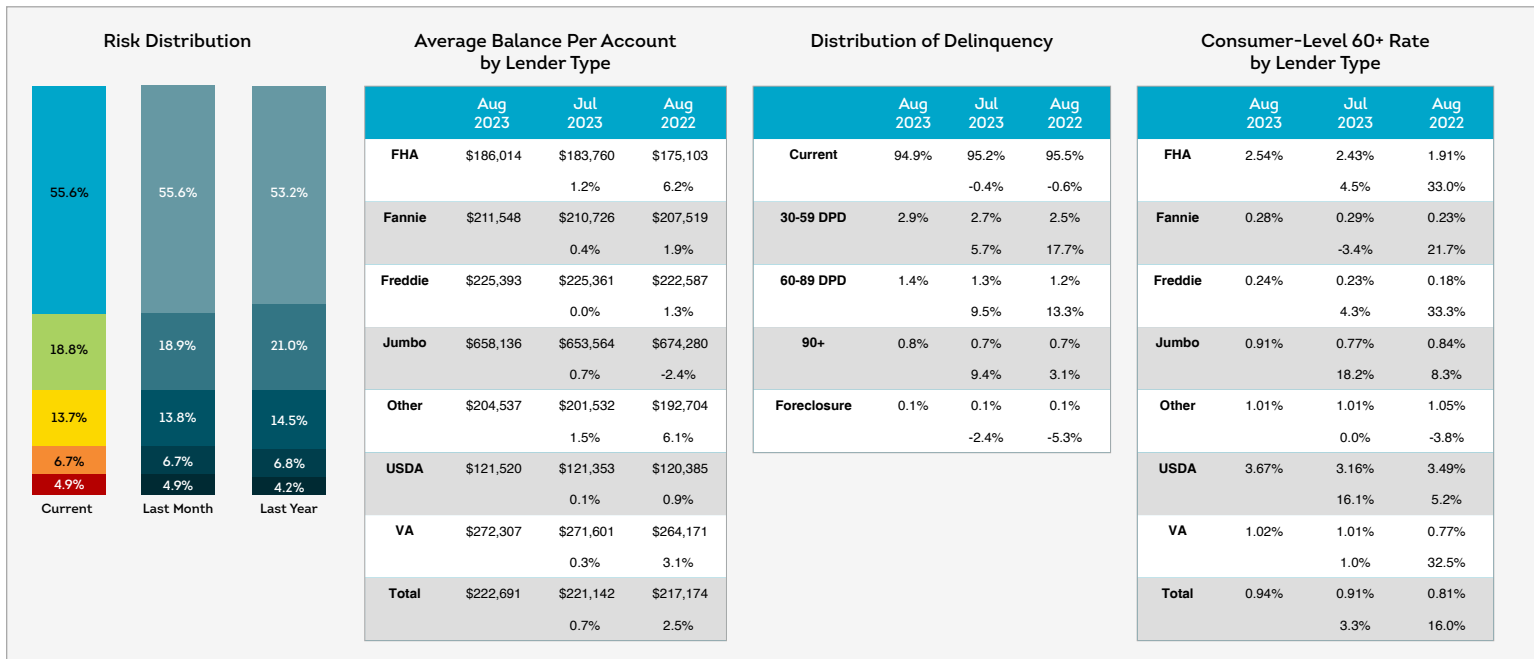 Risk Distribution
55.6%
18.8%
13.7%
6.7%
4.9%
Current
55.6%
18.9%
13.8%
6.7%
4.9%
Last Month
53.2%
21.0%
14.5%
6.8%
4.2%
Last Year
Average Balance Per Account
by Lender Type
Aug 2023 Jul 2023 Aug 2022
FHA $186,014 $183,760 $175,103
1.2% 6.2%
Fannie $211,548 $210,726 $207,519
0.4% 1.9%
Freddie $225,393 $225,361 $222,587
0.0% 1.3%
Jumbo $658,136 $653,564 $674,280
0.7% -2.4%
Other $204,537 $201,532 $192,704
1.5% 6.1%
USDA $121,520 $121,353 $120,385
0.1% 0.9%
VA $272,307 $271,601 $264,171
0.3% 3.1%
Total $222,691 $221,142 $217,174
0.7% 2.5%
Distribution of Delinquency
Aug 2023 Jul 2023 Aug 2022
Current 94.9% 95.2% 95.5%
-0.4% -0.6%
30-59 DPD 2.9% 2.7% 2.5%
5.7% 17.7%
60-89 DPD 1.4% 1.3% 1.2%
9.5% 13.3%
90+ 0.8% 0.7% 0.7%
9.4% 3.1%
Foreclosure 0.1% 0.1% 0.1%
-2.4% -5.3%
Consumer-Level 60+ Rate
by Lender Type
Aug 2023 Jul 2023 Aug 2022
FHA 2.54% 2.43% 1.91%
4.5% 33.0%
Fannie 0.28% 0.29% 0.23%
-3.4% 21.7%
Freddie 0.24% 0.23% 0.18%
4.3% 33.3%
Jumbo 0.91% 0.77% 0.84%
18.2% 8.3%
Other 1.01% 1.01% 1.05%
0.0% -3.8%
USDA 3.67% 3.16% 3.49%
16.1% 5.2%
VA 1.02% 1.01% 0.77%
1.0% 32.5%
Total 0.94% 0.91% 0.81%
3.3% 16.0%